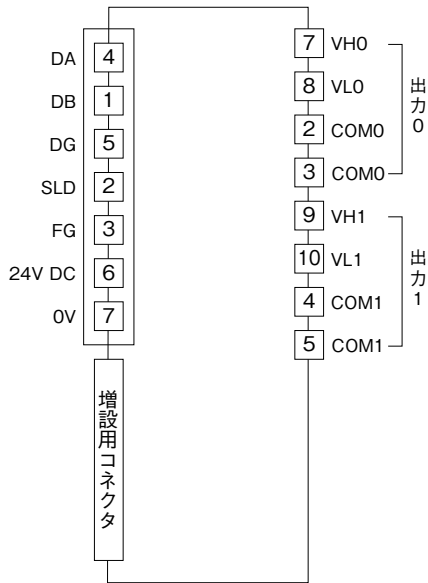 DA 4
DB 1
DG 5
SLD 2
FG 3
24V DC 6
0V 7
増設用コネクタ
7 VH0
8 VL0
2 COM0
3 COM0
出力0
9 VH1
10 VL1
4 COM1
5 COM1
出力1